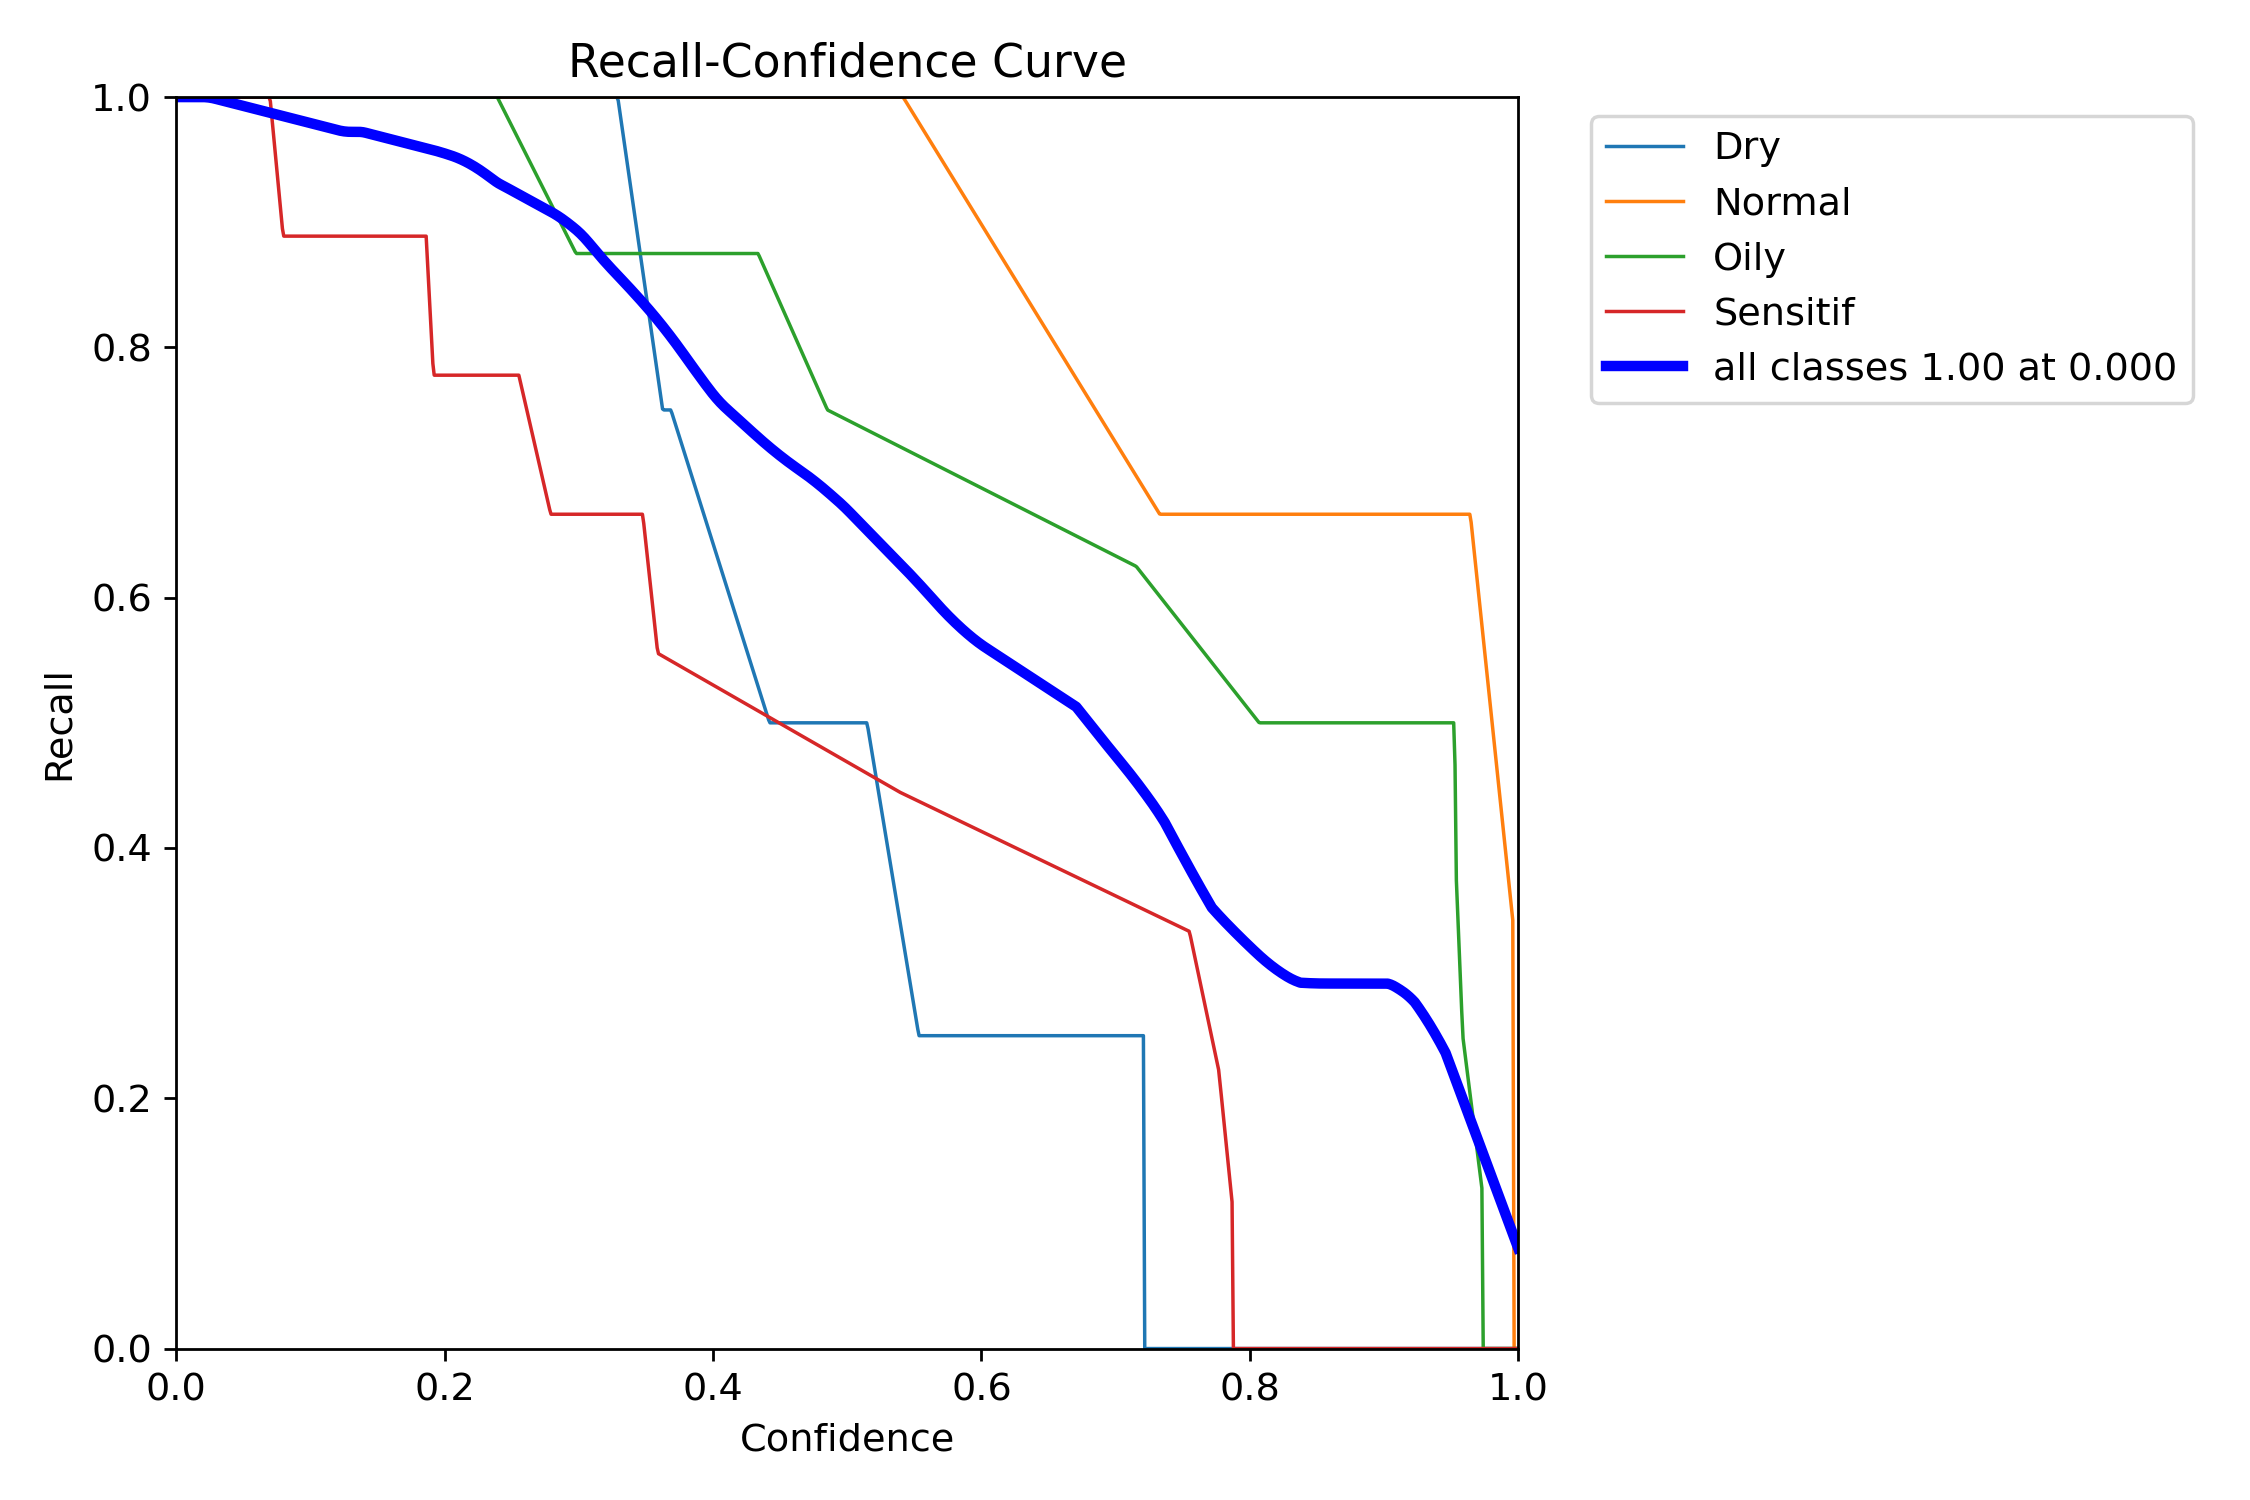 Recall-Confidence Curve
1.0
0.8
0.6
0.4
0.2
0.0
Recall
0.0 0.2 0.4 0.6 0.8 1.0
Confidence
Dry
Normal
Oily
Sensitif
all classes 1.00 at 0.000